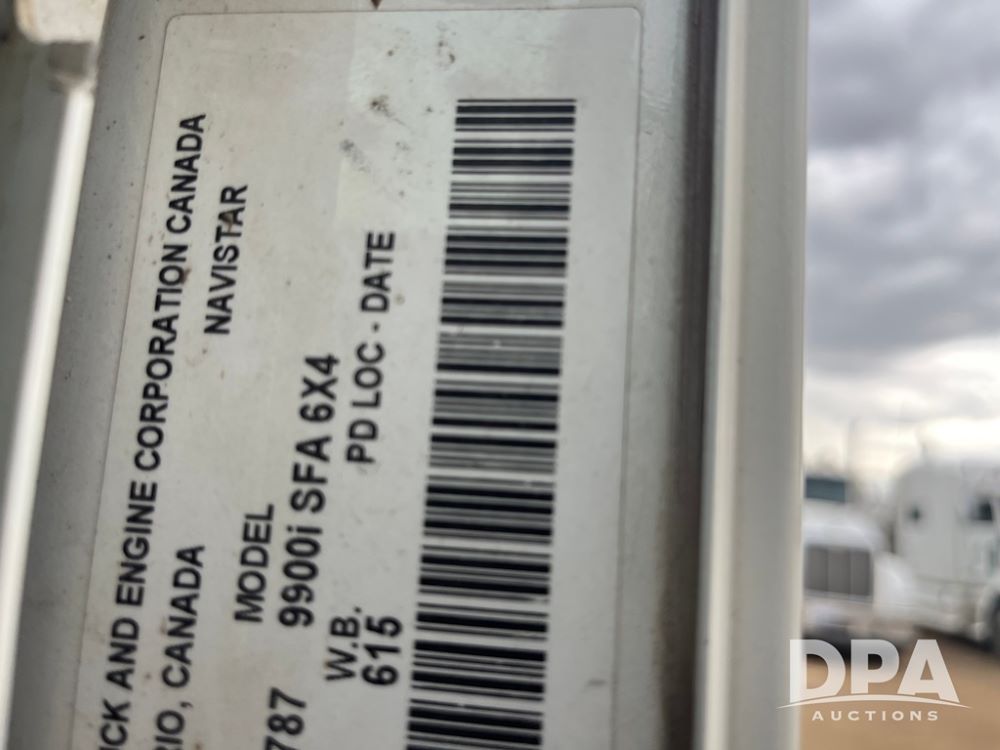 CK AND ENGINE CORPORATION CANADA
RIO, CANADA
NAVISTAR
MODEL
9900i SFA 6X4
787
W.B.
615
PD LOC - DATE
DPA
AUCTIONS